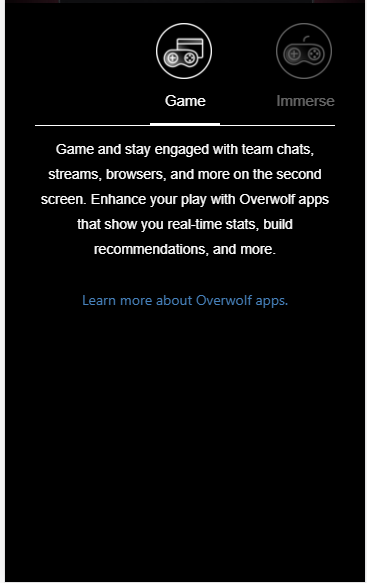 Game
Immerse
Game and stay engaged with team chats,
streams, browsers, and more on the second
screen. Enhance your play with Overwolf apps
that show you real-time stats, build
recommendations, and more.
Learn more about Overwolf apps.